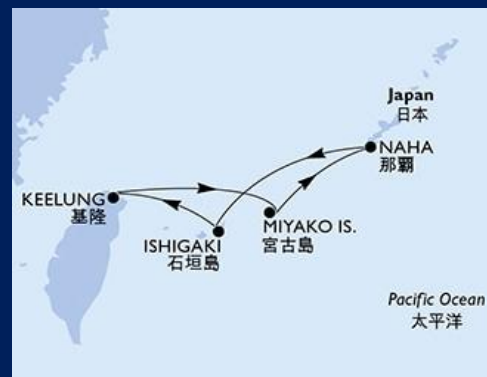 Japan
日本
NAHA
那覇
KEELUNG
基隆
MIYAKO IS.
宮古島
ISHIGAKI
石垣島
Pacific Ocean
太平洋